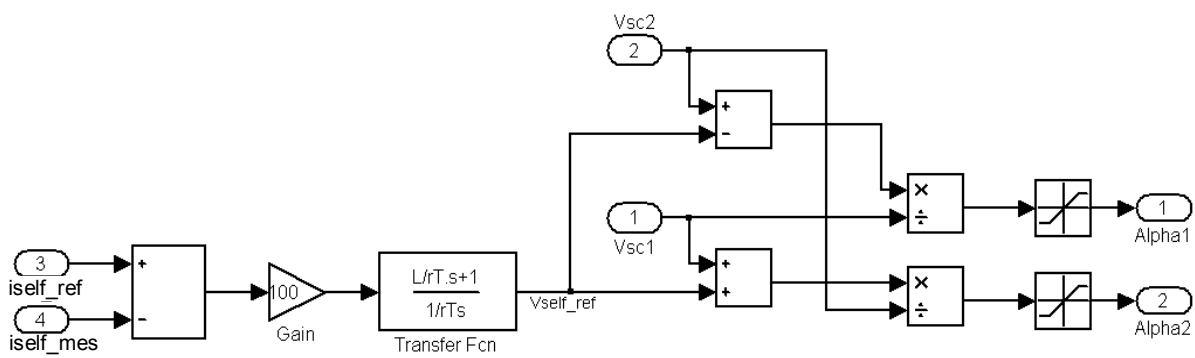 Vsc2
2
+
-
1
Vsc1
+
+
×
÷
1
Alpha1
×
÷
2
Alpha2
3
iself_ref
4
iself_mes
+
-
100
Gain
L/rT.s+1
1/rTs
Transfer Fcn
Vself_ref